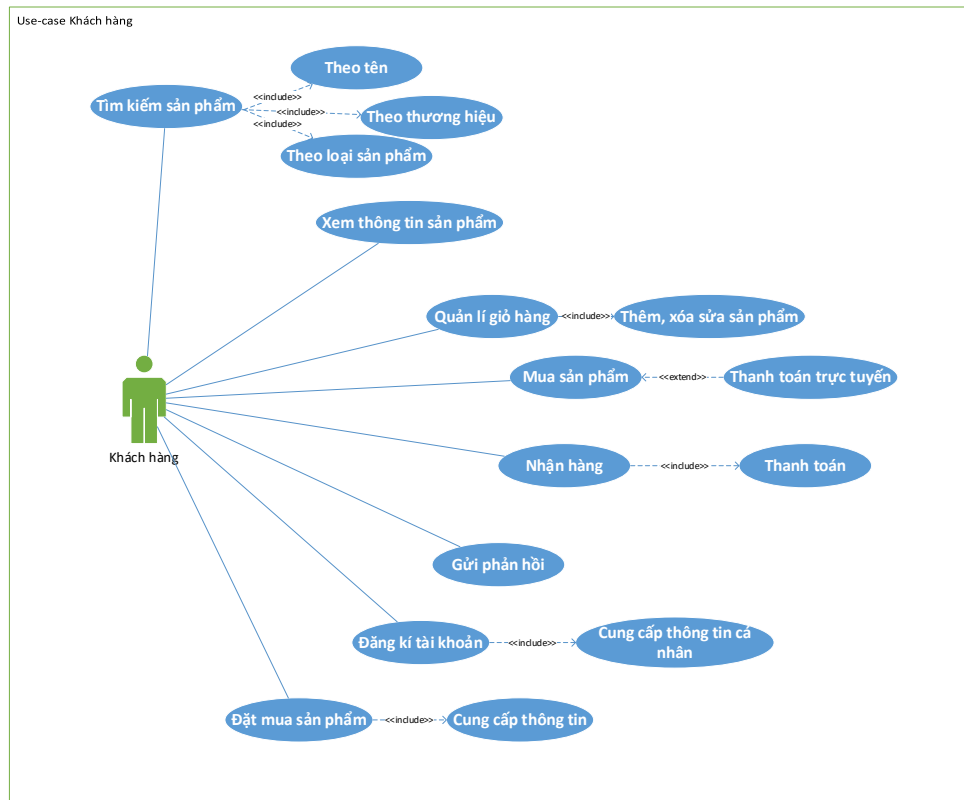 Use-case Khách hàng
Theo tên
Tìm kiếm sản phẩm
<<include>>
<<include>>
Theo thương hiệu
<<include>>
Theo loại sản phẩm
Xem thông tin sản phẩm
Quản lí giỏ hàng
<<include>>
Thêm, xóa sửa sản phẩm
Mua sản phẩm
<<extend>>
Thanh toán trực tuyến
Khách hàng
Nhận hàng
<<include>>
Thanh toán
Gửi phản hồi
Đăng kí tài khoản
<<include>>
Cung cấp thông tin cá
nhân
Đặt mua sản phẩm
<<include>>
Cung cấp thông tin